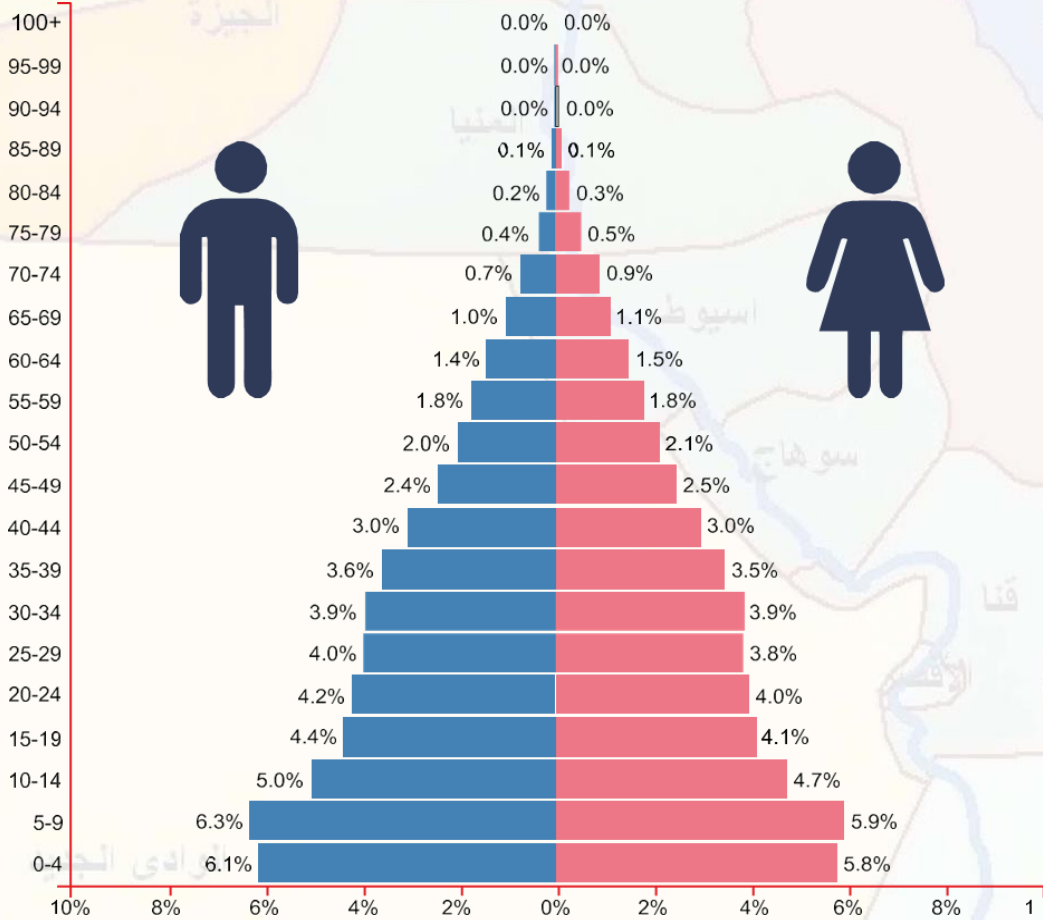 100+ 0.0% 0.0%
95-99 0.0% 0.0%
90-94 0.0% 0.0%
85-89 0.1% 0.1%
80-84 0.2% 0.3%
75-79 0.4% 0.5%
70-74 0.7% 0.9%
65-69 1.0% 1.1%
60-64 1.4% 1.5%
55-59 1.8% 1.8%
50-54 2.0% 2.1%
45-49 2.4% 2.5%
40-44 3.0% 3.0%
35-39 3.6% 3.5%
30-34 3.9% 3.9%
25-29 4.0% 3.8%
20-24 4.2% 4.0%
15-19 4.4% 4.1%
10-14 5.0% 4.7%
5-9 6.3% 5.9%
0-4 6.1% 5.8%
10% 8% 6% 4% 2% 0% 2% 4% 6% 8% 1
الجيزة
المنيا
اسيوط
سوهاج
قنا
الوادى الجديد